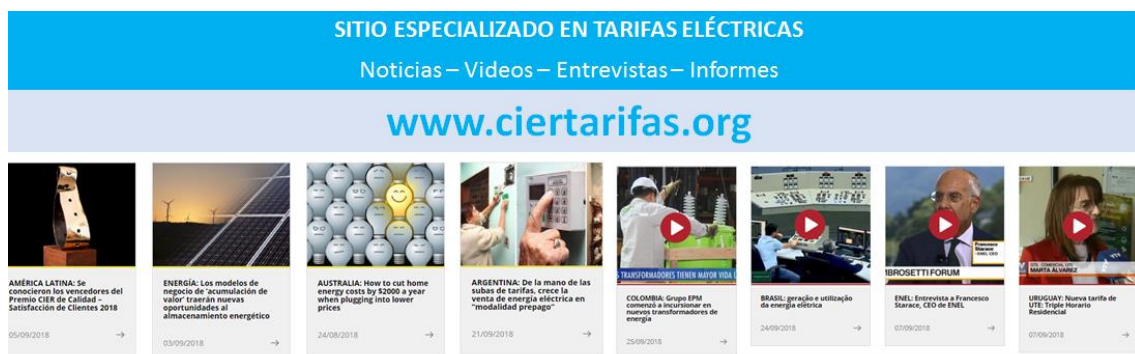 SITIO ESPECIALIZADO EN TARIFAS ELÉCTRICAS
Noticias – Videos – Entrevistas – Informes
www.ciertarifas.org
AMÉRICA LATINA: Se
conocieron los vencedores del
Premio CIER de Calidad –
Satisfacción de Clientes 2018
05/09/2018
ENERGÍA: Los modelos de
negocio de 'acumulación de
valor' traerán nuevas
oportunidades al
almacenamiento energético
03/09/2018
AUSTRALIA: How to cut home
energy costs by $2000 a year
when plugging into lower
prices
24/08/2018
ARGENTINA: De la mano de las
subas de tarifas, crece la
venta de energía eléctrica en
"modalidad prepago"
21/09/2018
S TRANSFORMADORES TIENEN MAYOR VIDA Ú
COLOMBIA: Grupo EPM
comenzó a incursionar en
nuevos transformadores de
energía
25/09/2018
BRASIL: geração e utilização
da energia elétrica
24/09/2018
Francesco
Starace
ENEL CEO
MBROSETTI FORUM
ENEL: Entrevista a Francesco
Starace, CEO de ENEL
07/09/2018
GTE. COMERCIAL UTE
MARTA ÁLVAREZ
URUGUAY: Nueva tarifa de
UTE: Triple Horario
Residencial
07/09/2018